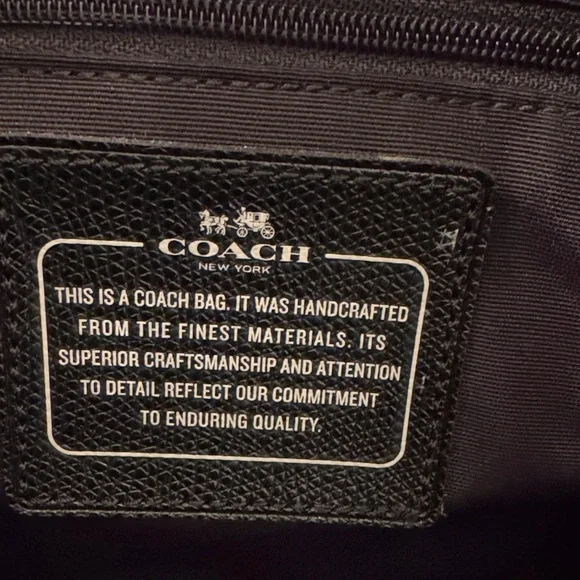 COACH
NEW YORK
THIS IS A COACH BAG. IT WAS HANDCRAFTED
FROM THE FINEST MATERIALS. ITS
SUPERIOR CRAFTSMANSHIP AND ATTENTION
TO DETAIL REFLECT OUR COMMITMENT
TO ENDURING QUALITY.